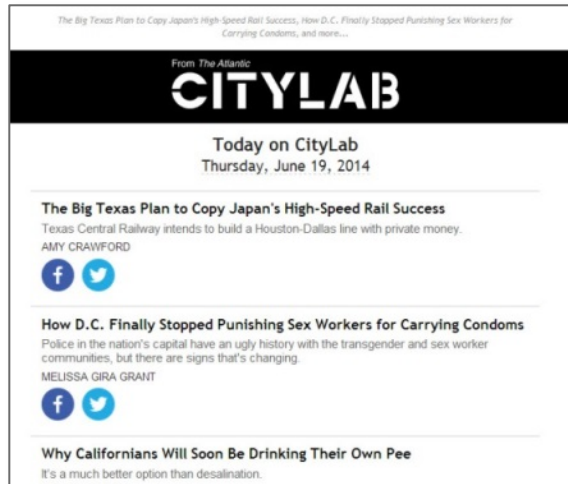 The Big Texas Plan to Copy Japan's High-Speed Rail Success, How D.C. Finally Stopped Punishing Sex Workers for
Carrying Condoms, and more...
From The Atlantic
CITYLAB
Today on CityLab
Thursday, June 19, 2014
The Big Texas Plan to Copy Japan's High-Speed Rail Success
Texas Central Railway intends to build a Houston-Dallas line with private money.
AMY CRAWFORD
How D.C. Finally Stopped Punishing Sex Workers for Carrying Condoms
Police in the nation's capital have an ugly history with the transgender and sex worker
communities, but there are signs that's changing.
MELISSA GIRA GRANT
Why Californians Will Soon Be Drinking Their Own Pee
It's a much better option than desalination.